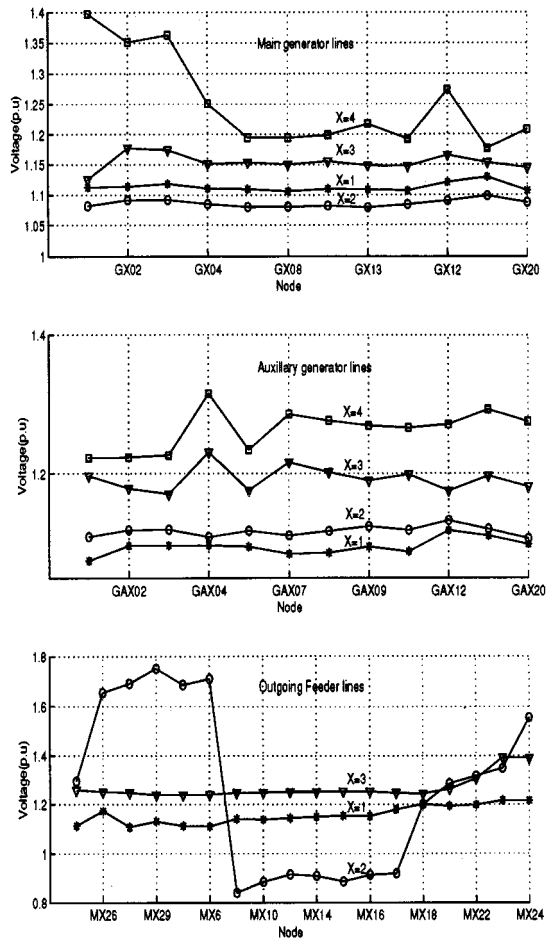 1.4
1.35
1.3
1.25
1.2
1.15
1.1
1.05
1
Voltage(p.u)
Main generator lines
X=4
X=3
X=1
X=2
GX02 GX04 GX08 GX13 GX12 GX20
Node
1.4
1.2
Voltage(p.u)
Auxillary generator lines
X=4
X=3
X=2
X=1
GAX02 GAX04 GAX07 GAX09 GAX12 GAX20
Node
1.8
1.6
1.4
1.2
1
0.8
Voltage(p.u)
Outgoing Feeder lines
X=3
X=1
X=2
MX26 MX29 MX6 MX10 MX14 MX16 MX18 MX22 MX24
Node